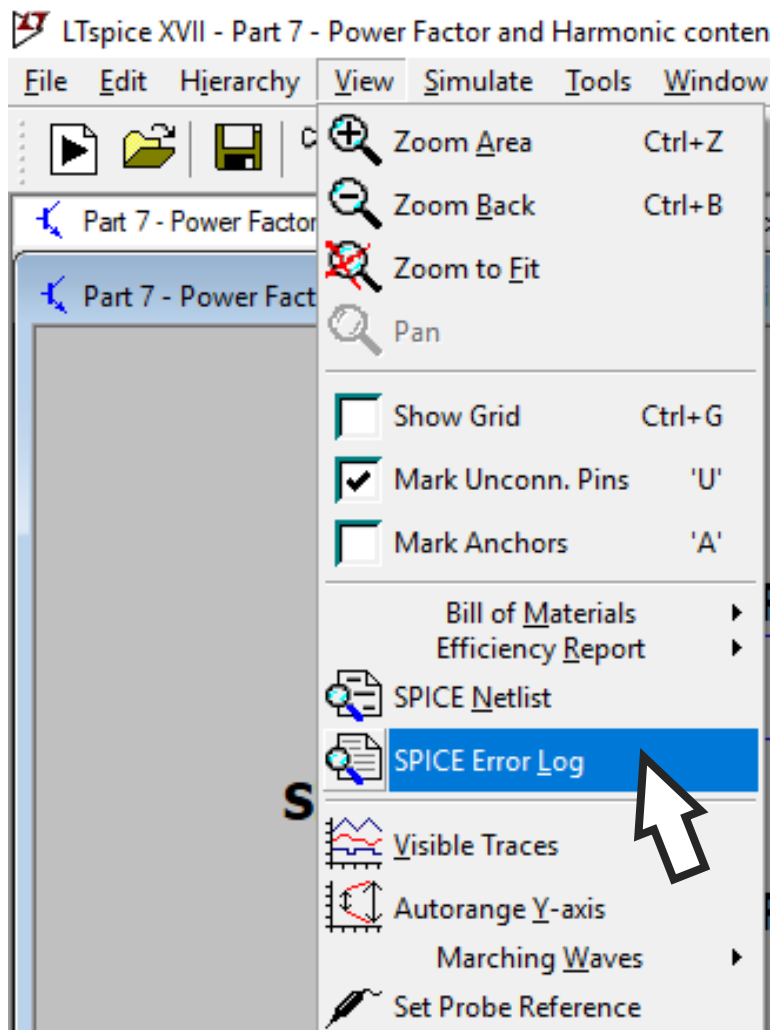 LTspice XVII - Part 7 - Power Factor and Harmonic conten
File Edit Hierarchy View Simulate Tools Window
Zoom Area Ctrl+Z
Part 7 - Power Factor
Zoom Back Ctrl+B
Zoom to Fit
Part 7 - Power Fact
Pan
Show Grid Ctrl+G
Mark Unconn. Pins 'U'
Mark Anchors 'A'
Bill of Materials
Efficiency Report
SPICE Netlist
SPICE Error Log
S
Visible Traces
Autorange Y-axis
Marching Waves
Set Probe Reference